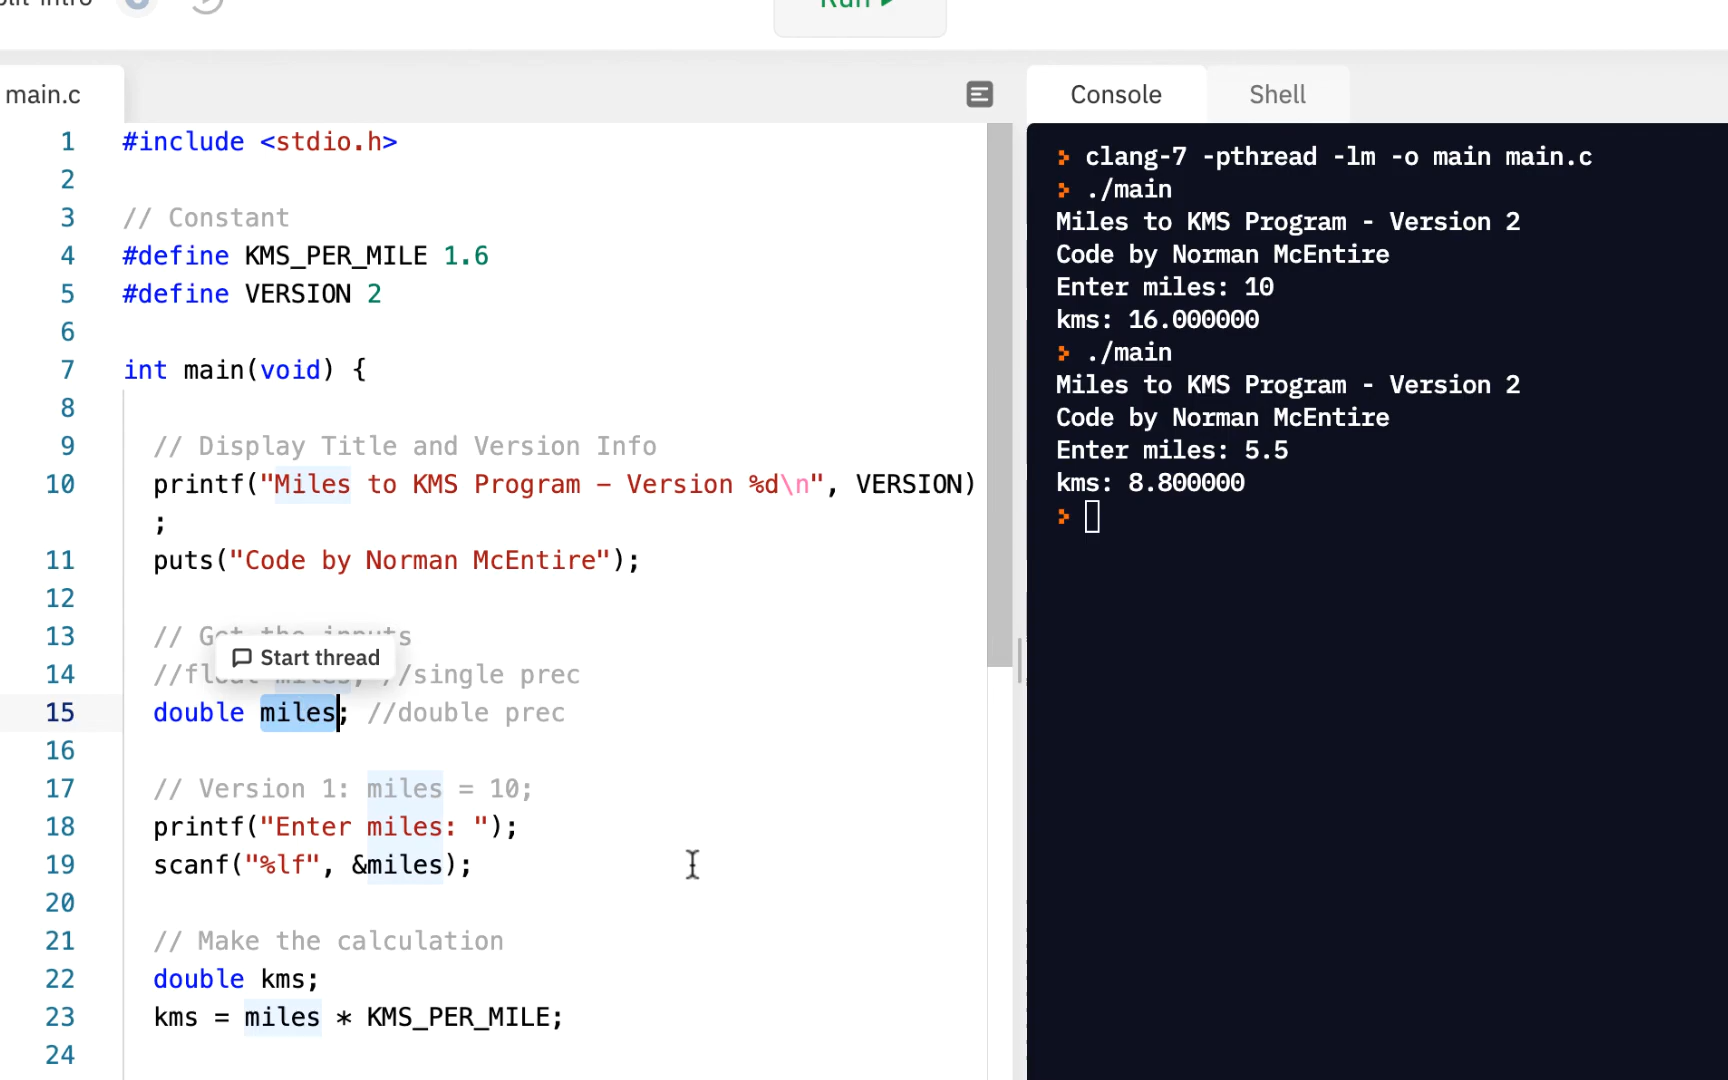 main.c
1 #include <stdio.h>
2
3 // Constant
4 #define KMS_PER_MILE 1.6
5 #define VERSION 2
6
7 int main(void) {
8
9 // Display Title and Version Info
10 printf("Miles to KMS Program - Version %d\n", VERSION)
;
11 puts("Code by Norman McEntire");
12
13 // Get the inputs
Start thread
14 //float miles; //single prec
15 double miles; //double prec
16
17 // Version 1: miles = 10;
18 printf("Enter miles: ");
19 scanf("%lf", &miles);
20
21 // Make the calculation
22 double kms;
23 kms = miles * KMS_PER_MILE;
24
Console Shell
clang-7 -pthread -lm -o main main.c
./main
Miles to KMS Program - Version 2
Code by Norman McEntire
Enter miles: 10
kms: 16.000000
./main
Miles to KMS Program - Version 2
Code by Norman McEntire
Enter miles: 5.5
kms: 8.800000